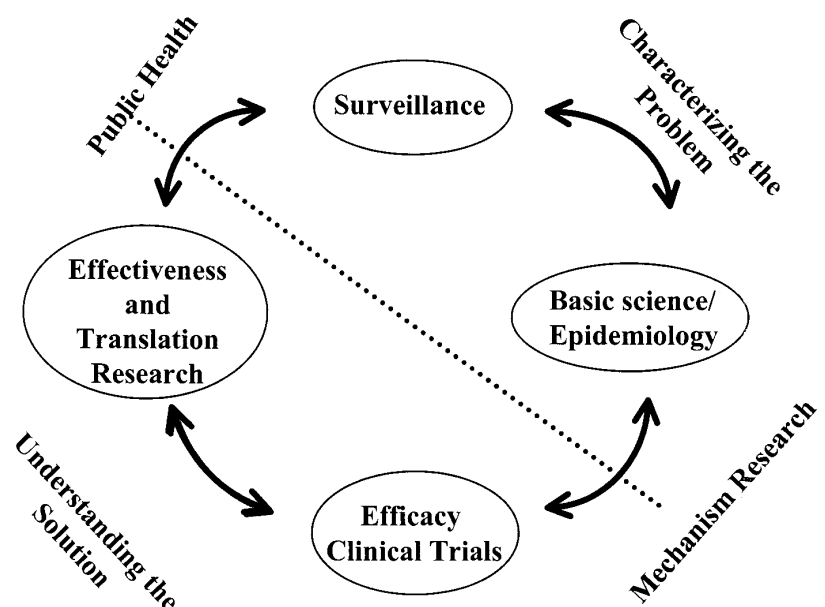 Public Health
Surveillance
Characterizing the
Problem
Effectiveness
and
Translation
Research
Basic science/
Epidemiology
Understanding the
Solution
Efficacy
Clinical Trials
Mechanism Research